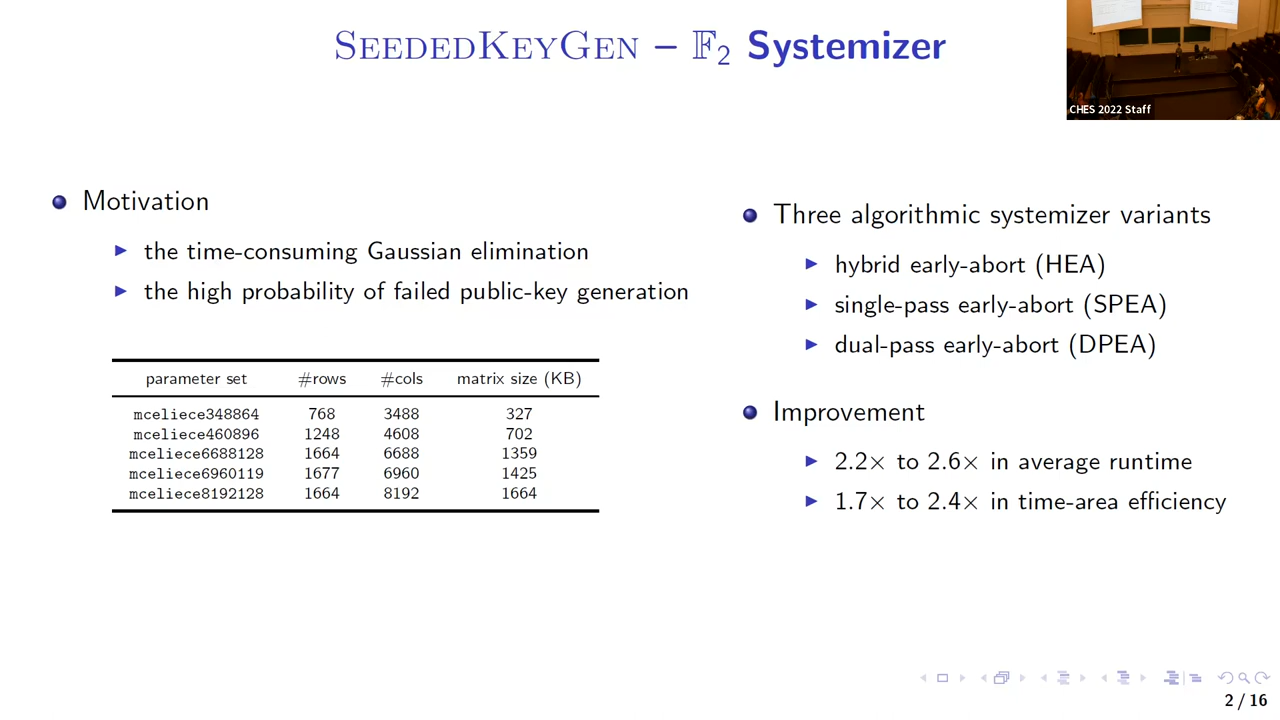 SEEDEDKEYGEN – 𝔽₂ Systemizer
CHES 2022 Staff
Motivation
the time-consuming Gaussian elimination
the high probability of failed public-key generation
parameter set #rows #cols matrix size (KB)
mceliece348864 768 3488 327
mceliece460896 1248 4608 702
mceliece6688128 1664 6688 1359
mceliece6960119 1677 6960 1425
mceliece8192128 1664 8192 1664
Three algorithmic systemizer variants
hybrid early-abort (HEA)
single-pass early-abort (SPEA)
dual-pass early-abort (DPEA)
Improvement
2.2× to 2.6× in average runtime
1.7× to 2.4× in time-area efficiency
2 / 16